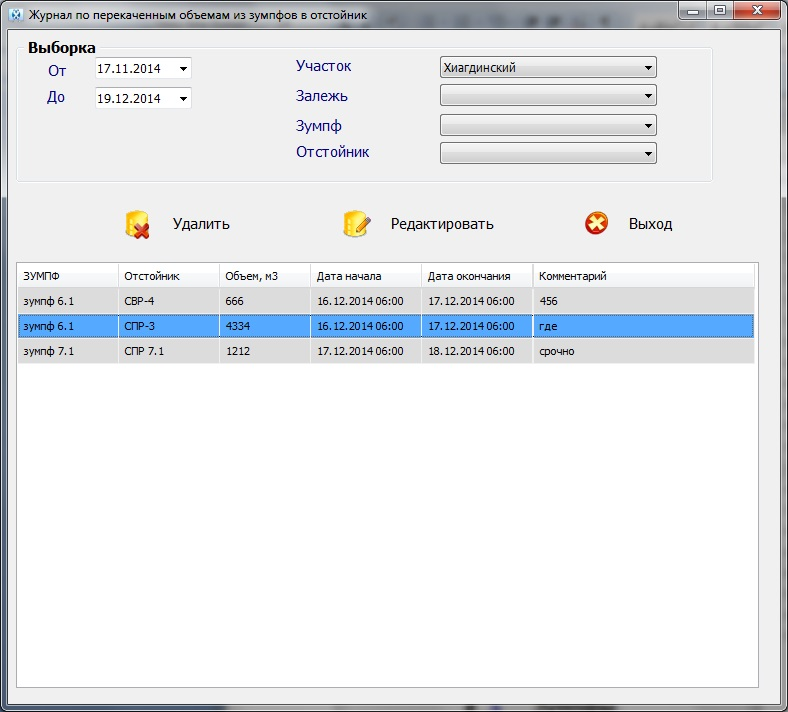 Журнал по перекаченным объемам из зумпфов в отстойник
Выборка
От 17.11.2014
До 19.12.2014
Участок Хиагдинский
Залежь
Зумпф
Отстойник
Удалить Редактировать Выход
ЗУМПФ Отстойник Объем, м3 Дата начала Дата окончания Комментарий
зумпф 6.1 СВР-4 666 16.12.2014 06:00 17.12.2014 06:00 456
зумпф 6.1 СПР-3 4334 16.12.2014 06:00 17.12.2014 06:00 где
зумпф 7.1 СПР 7.1 1212 17.12.2014 06:00 18.12.2014 06:00 срочно